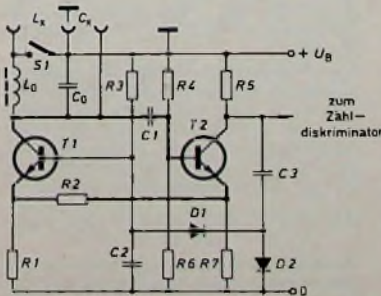 Lx Cx
S1
+ UB
L0
C0
R3
R4
R5
C1
zum
Zähl-
diskriminator
T1
T2
R2
C3
D1
R1
C2
R6
R7
D2
0